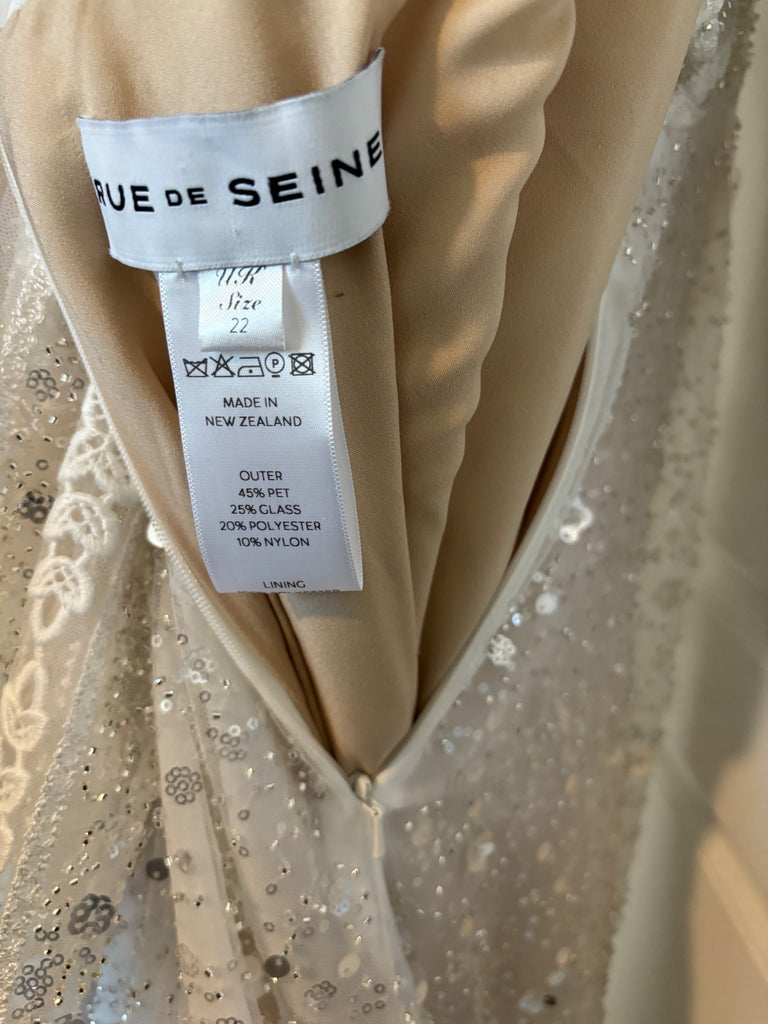 RUE DE SEINE
UK
Size
22
P
MADE IN
NEW ZEALAND
OUTER
45% PET
25% GLASS
20% POLYESTER
10% NYLON
LINING